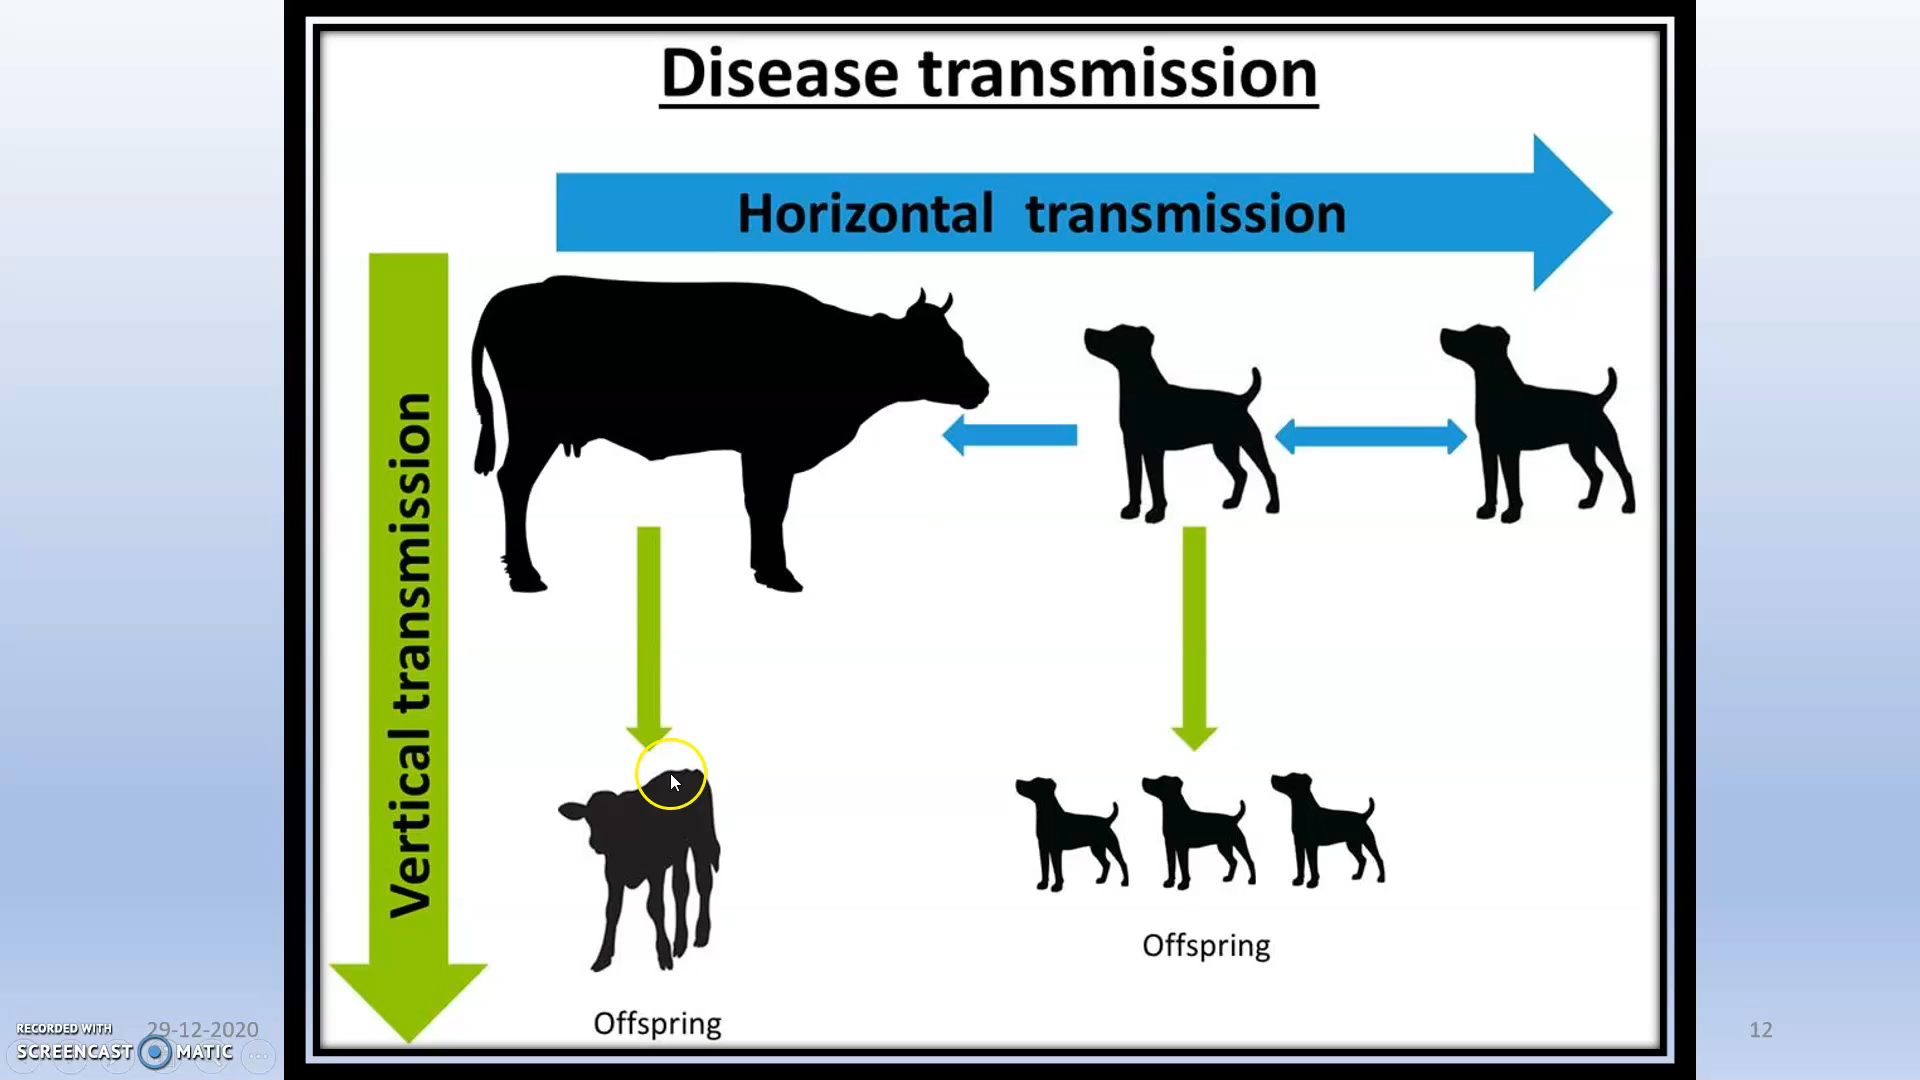 Disease transmission
Horizontal transmission
Vertical transmission
Offspring
Offspring
RECORDED WITH
SCREENCAST MATIC
29-12-2020
12